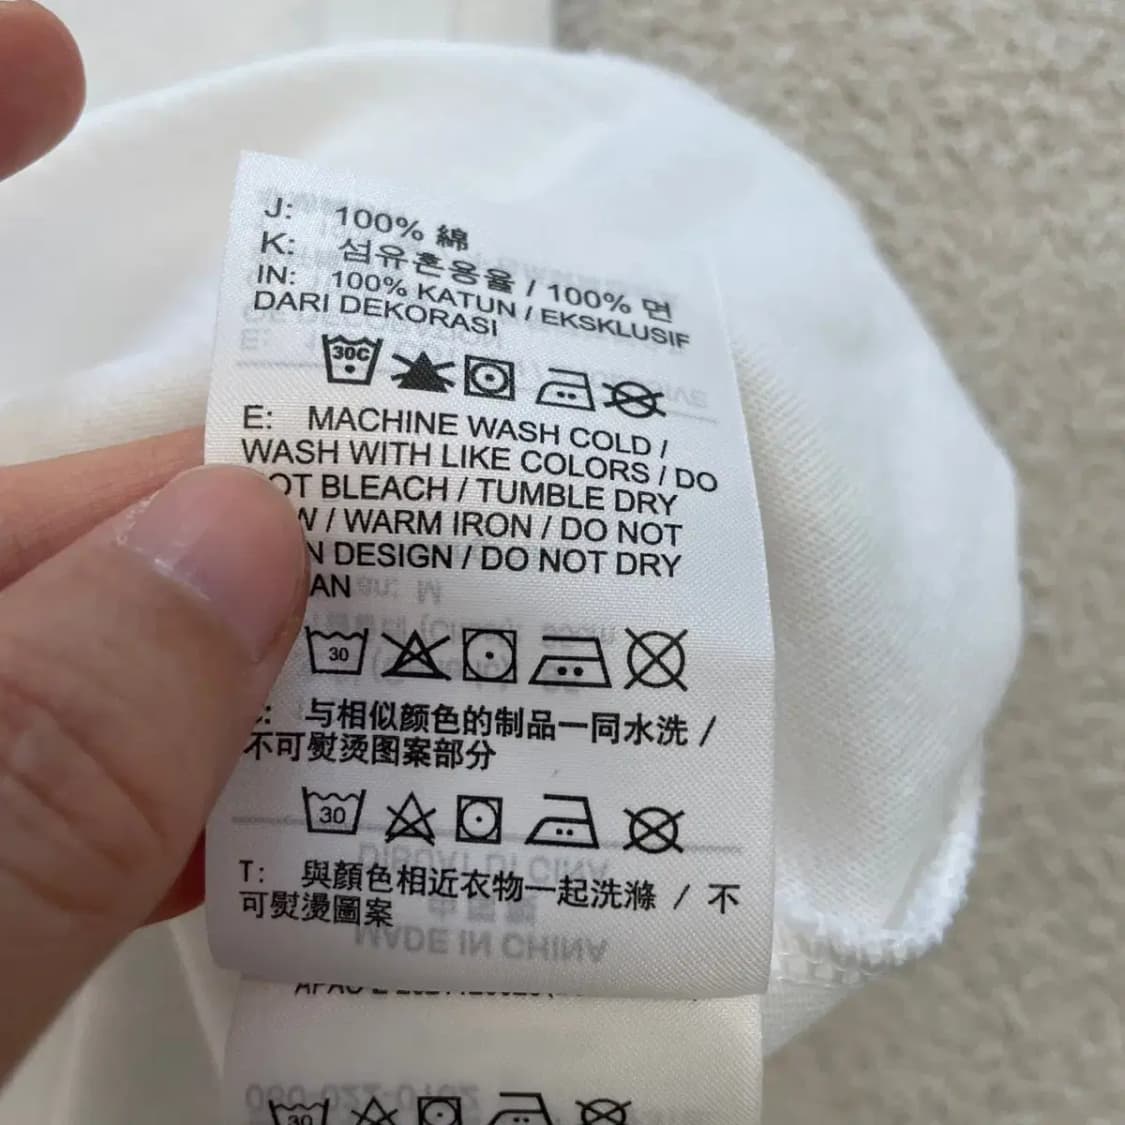 J: 100% 綿
K: 섬유혼용율 / 100% 면
IN: 100% KATUN / EKSKLUSIF
DARI DEKORASI
30C
E: MACHINE WASH COLD /
WASH WITH LIKE COLORS / DO
OT BLEACH / TUMBLE DRY
W / WARM IRON / DO NOT
N DESIGN / DO NOT DRY
AN
30
: 与相似颜色的制品一同水洗 /
不可熨烫图案部分
30
T: 與顏色相近衣物一起洗滌 / 不
可熨燙圖案
MADE IN CHINA
30